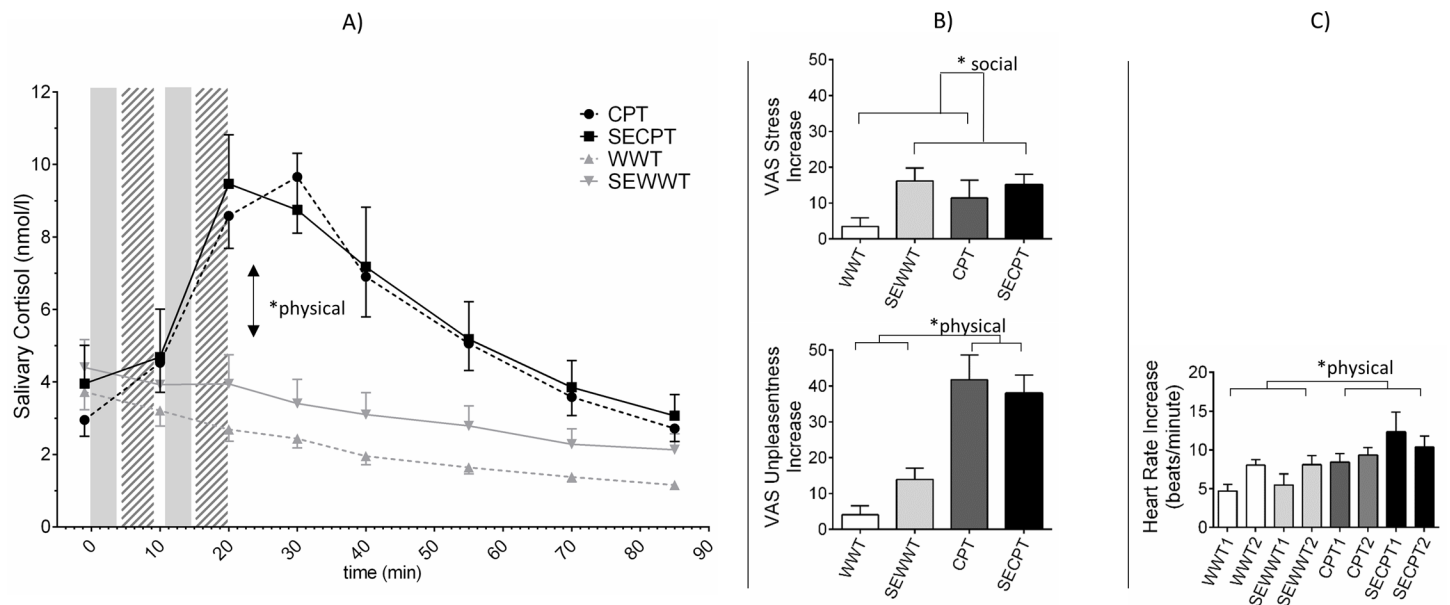 A)
12
10
8
6
4
2
0
Salivary Cortisol (nmol/l)
CPT
SECPT
WWT
SEWWT
*physical
0 10 20 30 40 50 60 70 80 90
time (min)
B)
50
40
30
20
10
0
VAS Stress
Increase
* social
WWT SEWWT CPT SECPT
50
40
30
20
10
0
VAS Unpleasentness
Increase
*physical
WWT SEWWT CPT SECPT
C)
20
15
10
5
0
Heart Rate Increase
(beats/minute)
*physical
WWT1 WWT2 SEWWT1 SEWWT2 CPT1 CPT2 SECPT1 SECPT2